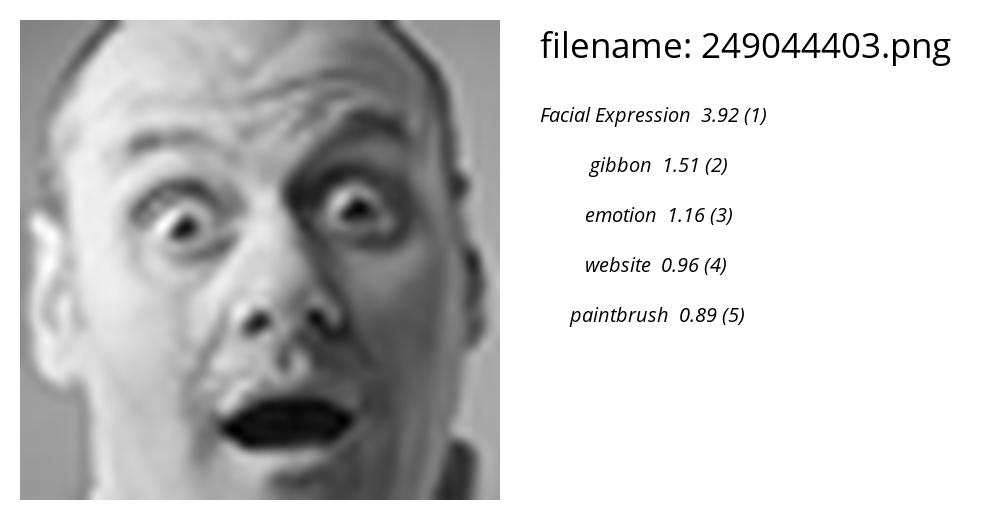 filename: 249044403.png
Facial Expression 3.92 (1)
gibbon 1.51 (2)
emotion 1.16 (3)
website 0.96 (4)
paintbrush 0.89 (5)